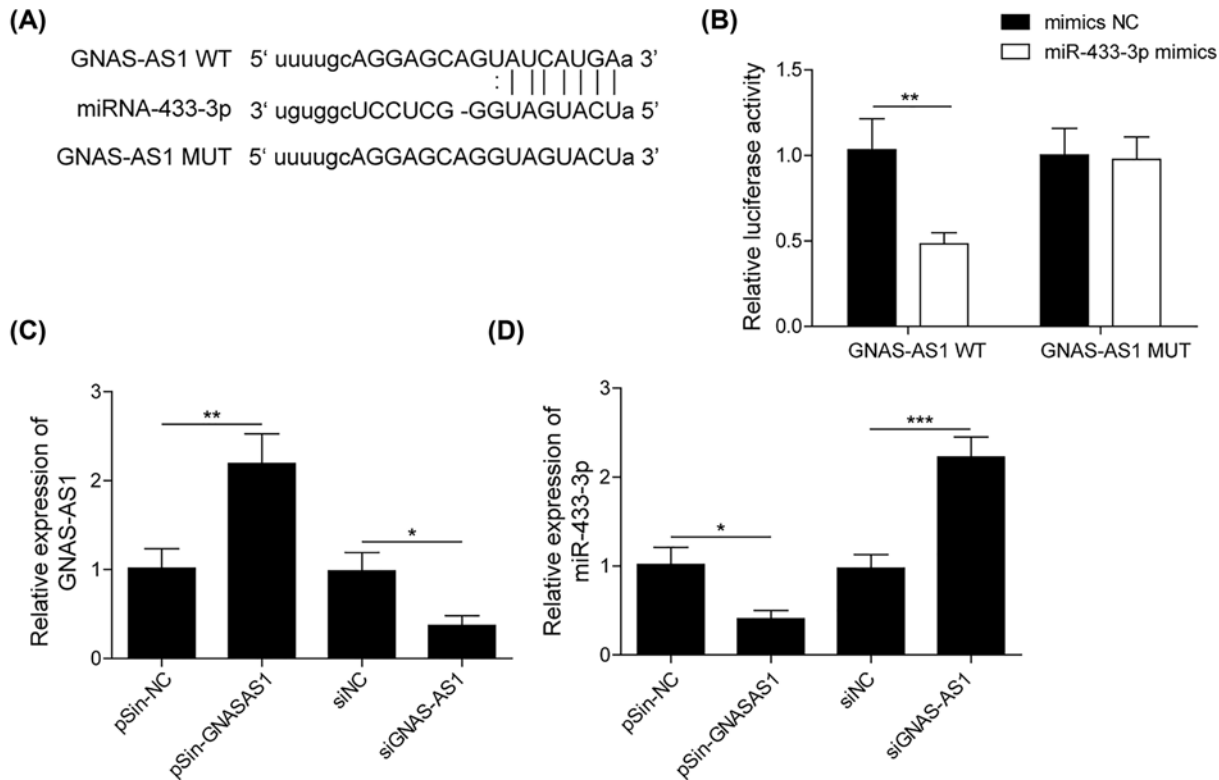 (A)
GNAS-AS1 WT 5‘ uuuugcAGGAGCAGUAUCAUGAa 3’
: | | | | | | |
miRNA-433-3p 3‘ uguggcUCCUCG -GGUAGUACUa 5’
GNAS-AS1 MUT 5‘ uuuugcAGGAGCAGGUAGUACUa 3’
(B)
mimics NC
miR-433-3p mimics
Relative luciferase activity
1.5
1.0
0.5
0.0
**
GNAS-AS1 WT
GNAS-AS1 MUT
(C)
Relative expression of
GNAS-AS1
3
2
1
0
**
*
pSin-NC
pSin-GNASAS1
siNC
siGNAS-AS1
(D)
Relative expression of
miR-433-3p
3
2
1
0
*
***
pSin-NC
pSin-GNASAS1
siNC
siGNAS-AS1